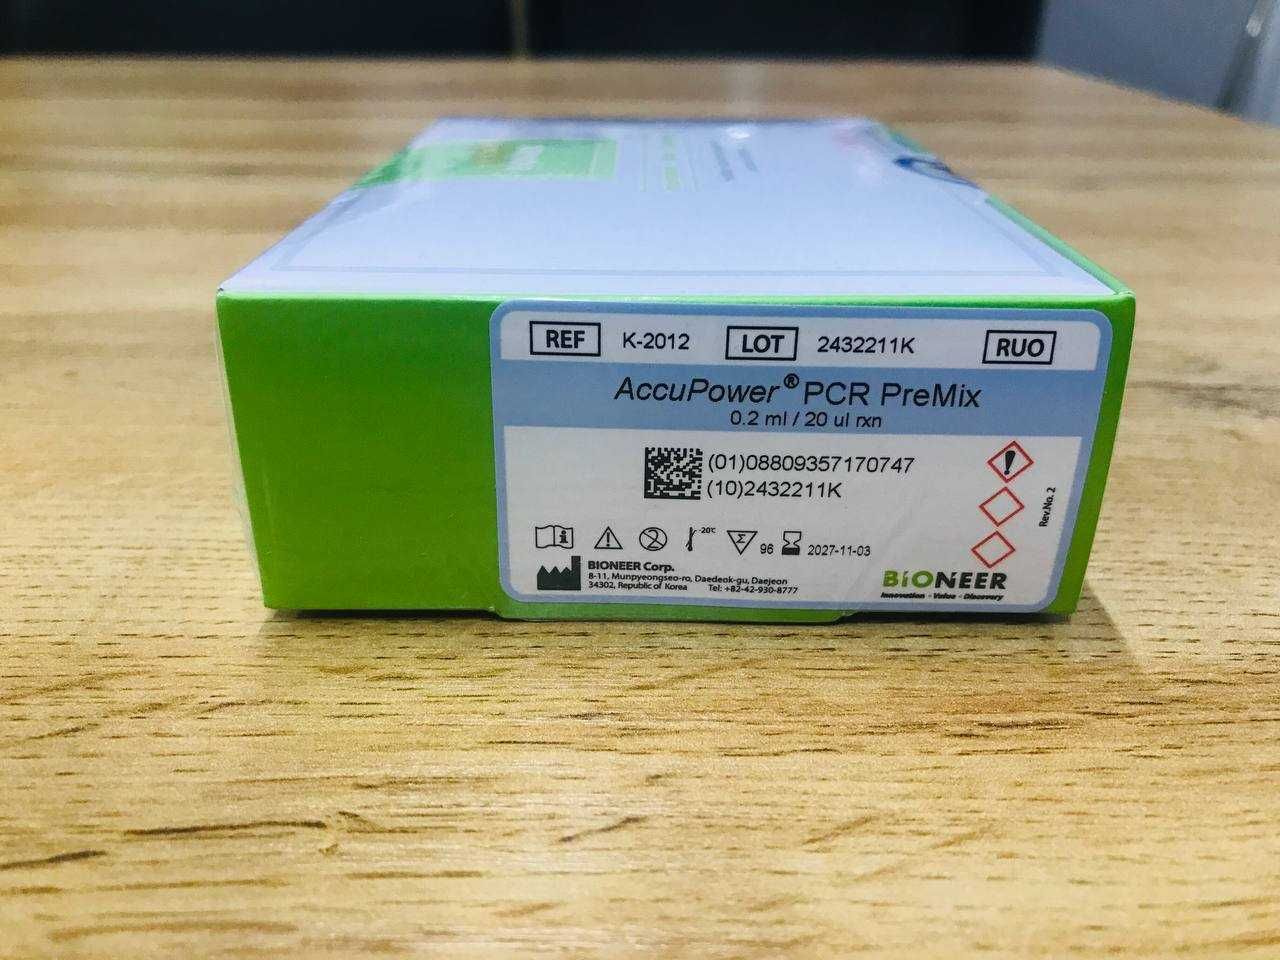 REF K-2012 LOT 2432211K RUO
AccuPower® PCR PreMix
0.2 ml / 20 ul rxn
(01)08809357170747
(10)2432211K
Rev.No. 2
-20℃
96
2027-11-03
BIONEER Corp.
8-11, Munpyeongseo-ro, Daedeok-gu, Daejeon
34302, Republic of Korea Tel: +82-42-930-8777
BIONEER
Innovation · Value · Discovery